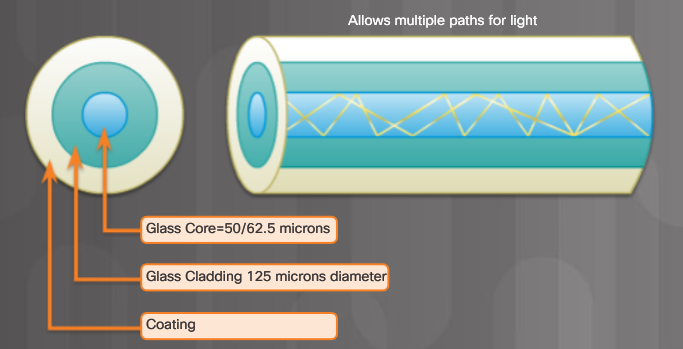 Allows multiple paths for light
Glass Core=50/62.5 microns
Glass Cladding 125 microns diameter
Coating